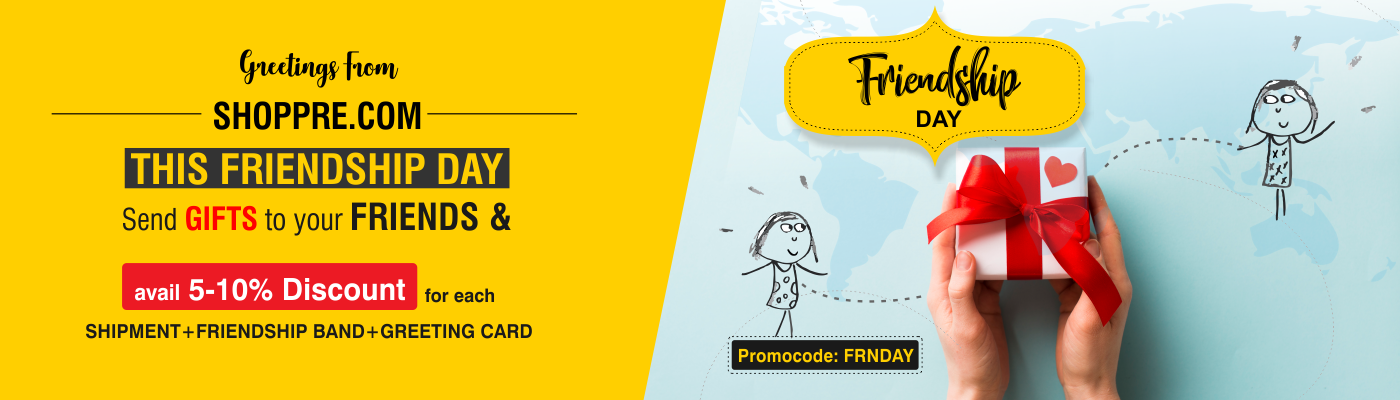 Greetings From
SHOPPRE.COM
THIS FRIENDSHIP DAY
Send GIFTS to your FRIENDS &
avail 5-10% Discount for each
SHIPMENT+FRIENDSHIP BAND+GREETING CARD
Friendship
DAY
Promocode: FRNDAY